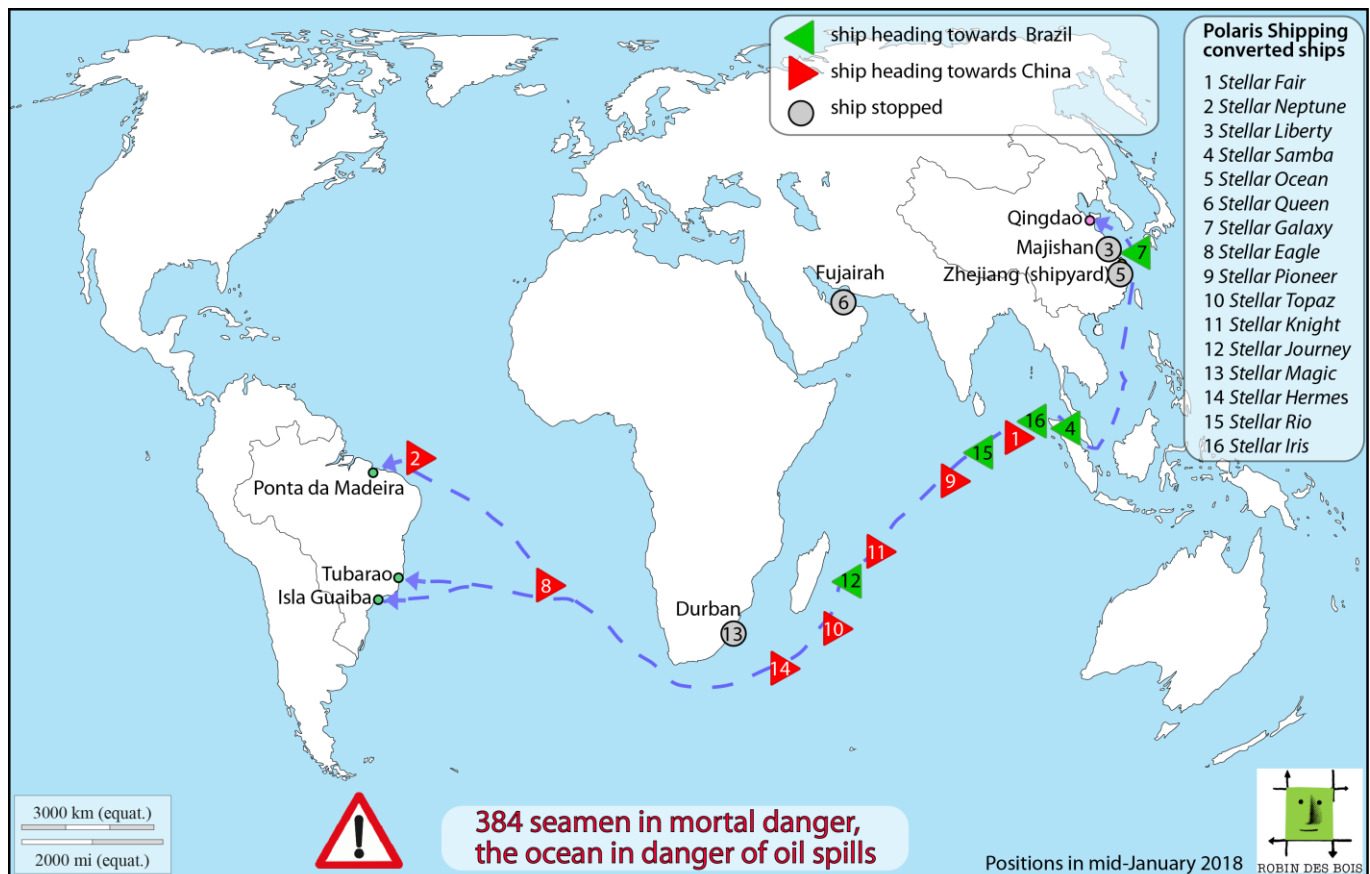 ship heading towards Brazil
ship heading towards China
ship stopped
Polaris Shipping
converted ships
1 Stellar Fair
2 Stellar Neptune
3 Stellar Liberty
4 Stellar Samba
5 Stellar Ocean
6 Stellar Queen
7 Stellar Galaxy
8 Stellar Eagle
9 Stellar Pioneer
10 Stellar Topaz
11 Stellar Knight
12 Stellar Journey
13 Stellar Magic
14 Stellar Hermes
15 Stellar Rio
16 Stellar Iris
Qingdao
Majishan
3
7
Zhejiang (shipyard)
5
Fujairah
6
16
4
1
15
2
9
Ponta da Madeira
11
Tubarao
12
8
Isla Guaiba
Durban
13
10
14
3000 km (equat.)
2000 mi (equat.)
!
384 seamen in mortal danger,
the ocean in danger of oil spills
Positions in mid-January 2018
ROBIN DES BOIS